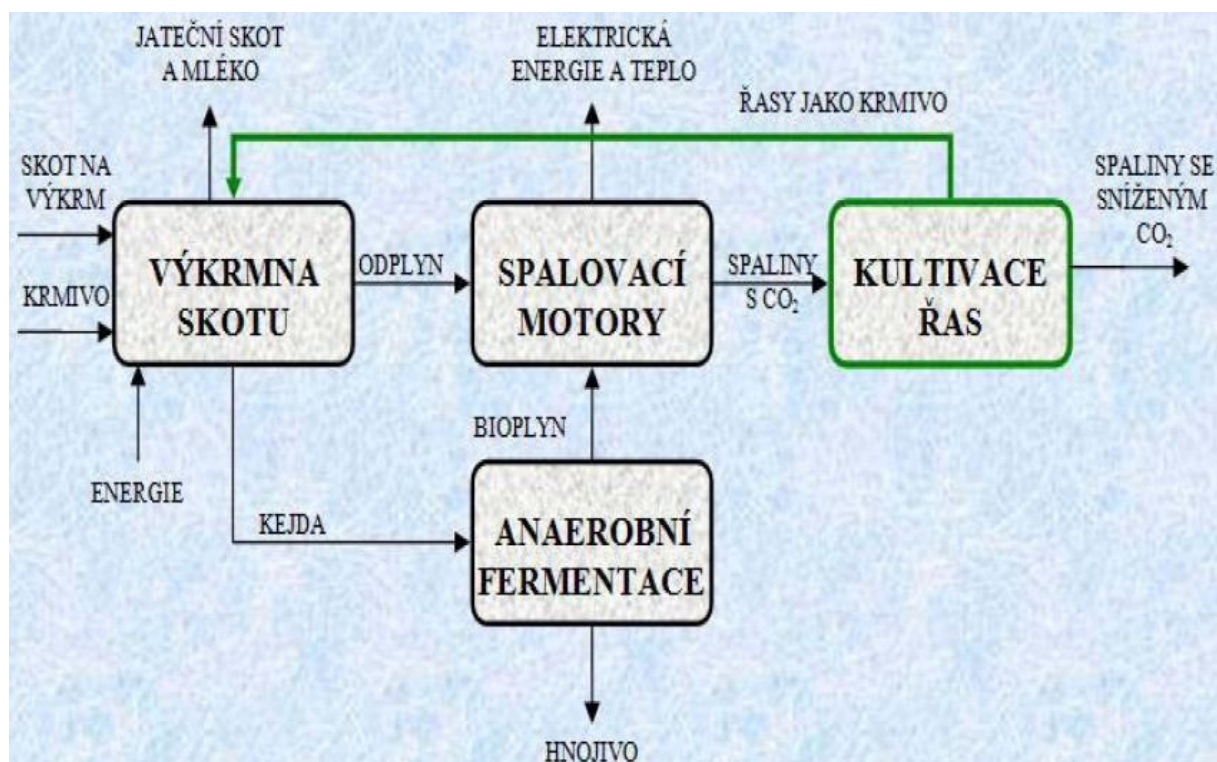 JATEČNÍ SKOT
A MLÉKO
ELEKTRICKÁ
ENERGIE A TEPLO
ŘASY JAKO KRMIVO
SKOT NA
VÝKRM
SPALINY SE
SNÍŽENÝM
CO₂
KRMIVO
VÝKRMNA
SKOTU
ODPLYN
SPALOVACÍ
MOTORY
SPALINY
S CO₂
KULTIVACE
ŘAS
ENERGIE
BIOPLYN
KEJDA
ANAEROBNÍ
FERMENTACE
HNOJIVO